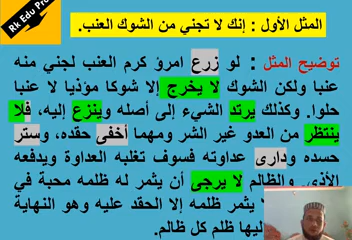 Rk Edu Pro
المثل الأول : إنك لا تجني من الشوك العنب.
توضيح المثل : لو زرع امرؤ كرم العنب لجني منه
عنبا ولكن الشوك لا يخرج إلا شوكا مؤذيا لا عنبا
حلوا. وكذلك يرتد الشيء إلى أصله وينزع إليه، فلا
ينتظر من العدو غير الشر ومهما أخفى حقده، وستر
حسده ودارى عداوته فسوف تغلبه العداوة ويدفعه
الأذى والظالم لا يرجى أن يثمر له ظلمه محبة في
يثمر ظلمه إلا الحقد عليه وهو النهاية
إليها ظلم كل ظالم.